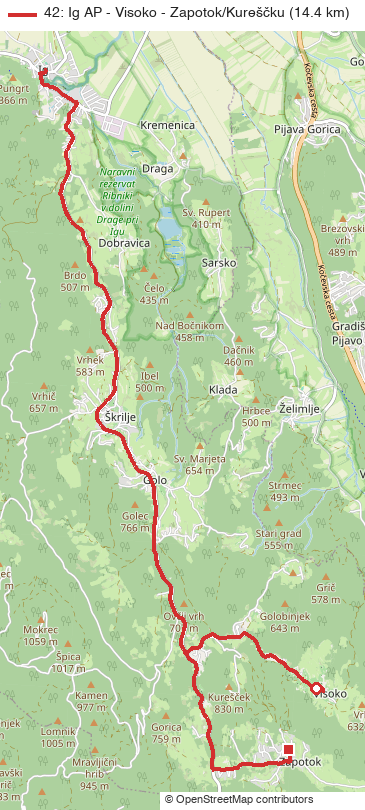 42: Ig AP - Visoko - Zapotok/Kureščku (14.4 km)
Pungrt
366 m
Kočevska cesta
Kremenica
Pijava Gorica
Draga
Naravni
rezervat
Ribniki
v dolini
Drage pri
Igu
Sv. Rupert
410 m
Brezovski
vrh
489 m
Dobravica
Sarsko
Kočevska cesta
Brdo
507 m
Čelo
435 m
Nad Bočnikom
458 m
Gradiš
Pijavo
Vrhek
583 m
Dačnik
460 m
Ibel
500 m
Klada
Vrhič
657 m
Hrbce
500 m
Želimlje
Škrilje
Sv. Marjeta
654 m
Golo
Strmec
493 m
Golec
766 m
Stari grad
555 m
Grič
578 m
Golobinjek
643 m
Mokrec
1059 m
Špica
1017 m
Kamen
977 m
Visoko
Kurešček
830 m
Gorica
759 m
Lomnik
1005 m
Zapotok
Mravljični
hrib
945 m
© OpenStreetMap contributors